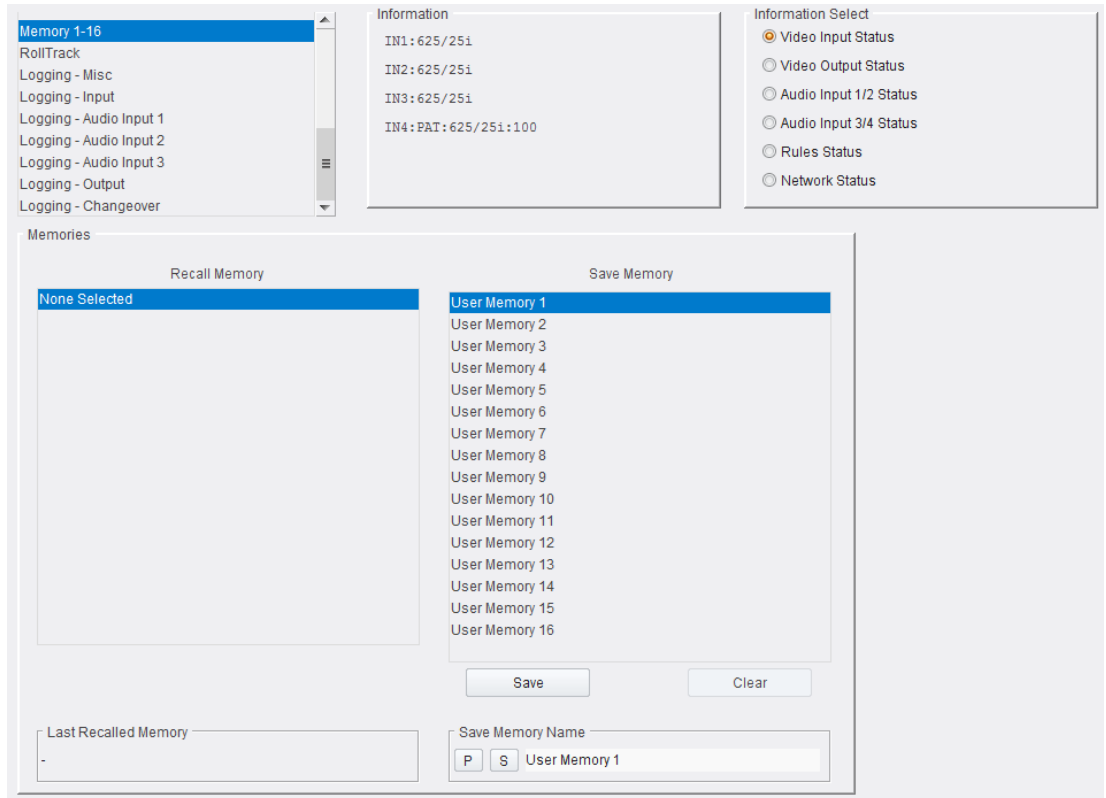 Memory 1-16
RollTrack
Logging - Misc
Logging - Input
Logging - Audio Input 1
Logging - Audio Input 2
Logging - Audio Input 3
Logging - Output
Logging - Changeover
Information
IN1:625/25i
IN2:625/25i
IN3:625/25i
IN4:PAT:625/25i:100
Information Select
Video Input Status
Video Output Status
Audio Input 1/2 Status
Audio Input 3/4 Status
Rules Status
Network Status
Memories
Recall Memory
None Selected
Save Memory
User Memory 1
User Memory 2
User Memory 3
User Memory 4
User Memory 5
User Memory 6
User Memory 7
User Memory 8
User Memory 9
User Memory 10
User Memory 11
User Memory 12
User Memory 13
User Memory 14
User Memory 15
User Memory 16
Save
Clear
Last Recalled Memory
-
Save Memory Name
P S User Memory 1